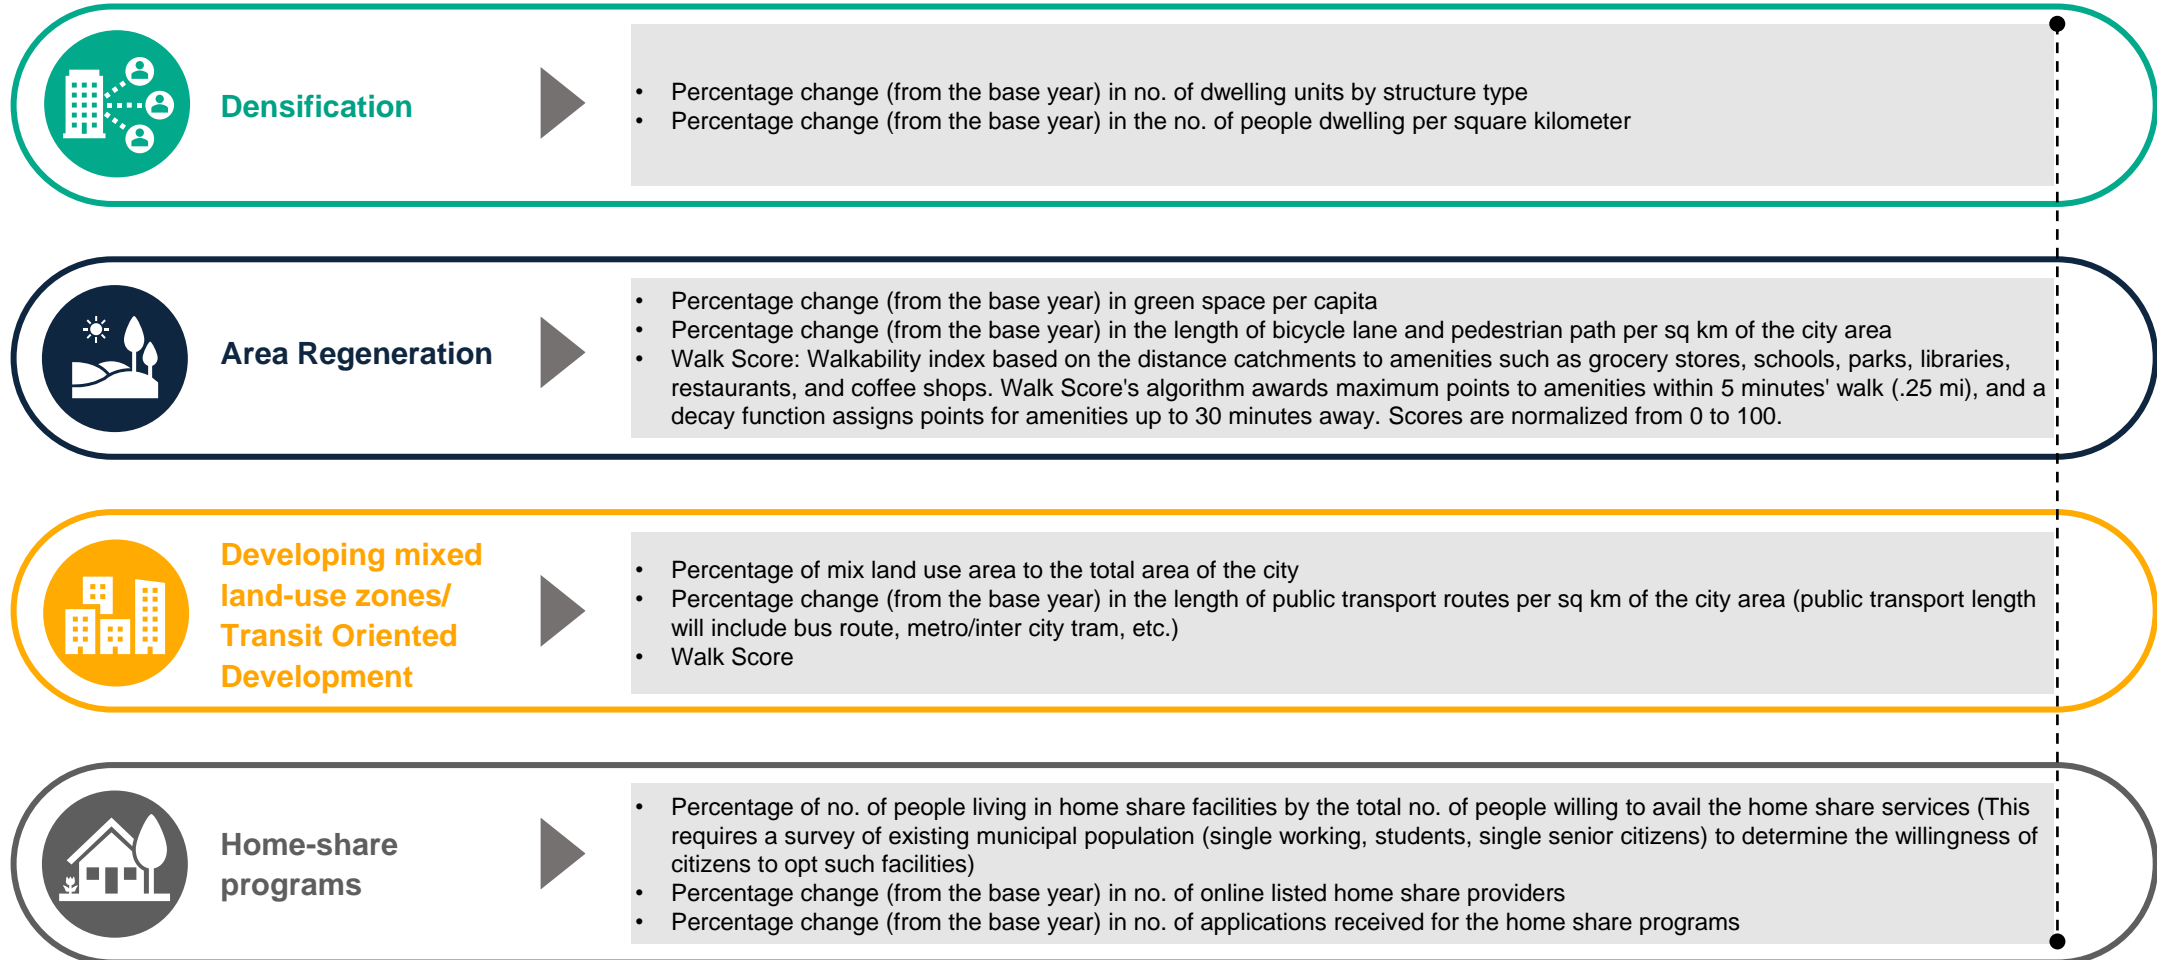 Densification
• Percentage change (from the base year) in no. of dwelling units by structure type
• Percentage change (from the base year) in the no. of people dwelling per square kilometer
Area Regeneration
• Percentage change (from the base year) in green space per capita
• Percentage change (from the base year) in the length of bicycle lane and pedestrian path per sq km of the city area
• Walk Score: Walkability index based on the distance catchments to amenities such as grocery stores, schools, parks, libraries,
restaurants, and coffee shops. Walk Score's algorithm awards maximum points to amenities within 5 minutes' walk (.25 mi), and a
decay function assigns points for amenities up to 30 minutes away. Scores are normalized from 0 to 100.
Developing mixed
land-use zones/
Transit Oriented
Development
• Percentage of mix land use area to the total area of the city
• Percentage change (from the base year) in the length of public transport routes per sq km of the city area (public transport length
will include bus route, metro/inter city tram, etc.)
• Walk Score
Home-share
programs
• Percentage of no. of people living in home share facilities by the total no. of people willing to avail the home share services (This
requires a survey of existing municipal population (single working, students, single senior citizens) to determine the willingness of
citizens to opt such facilities)
• Percentage change (from the base year) in no. of online listed home share providers
• Percentage change (from the base year) in no. of applications received for the home share programs